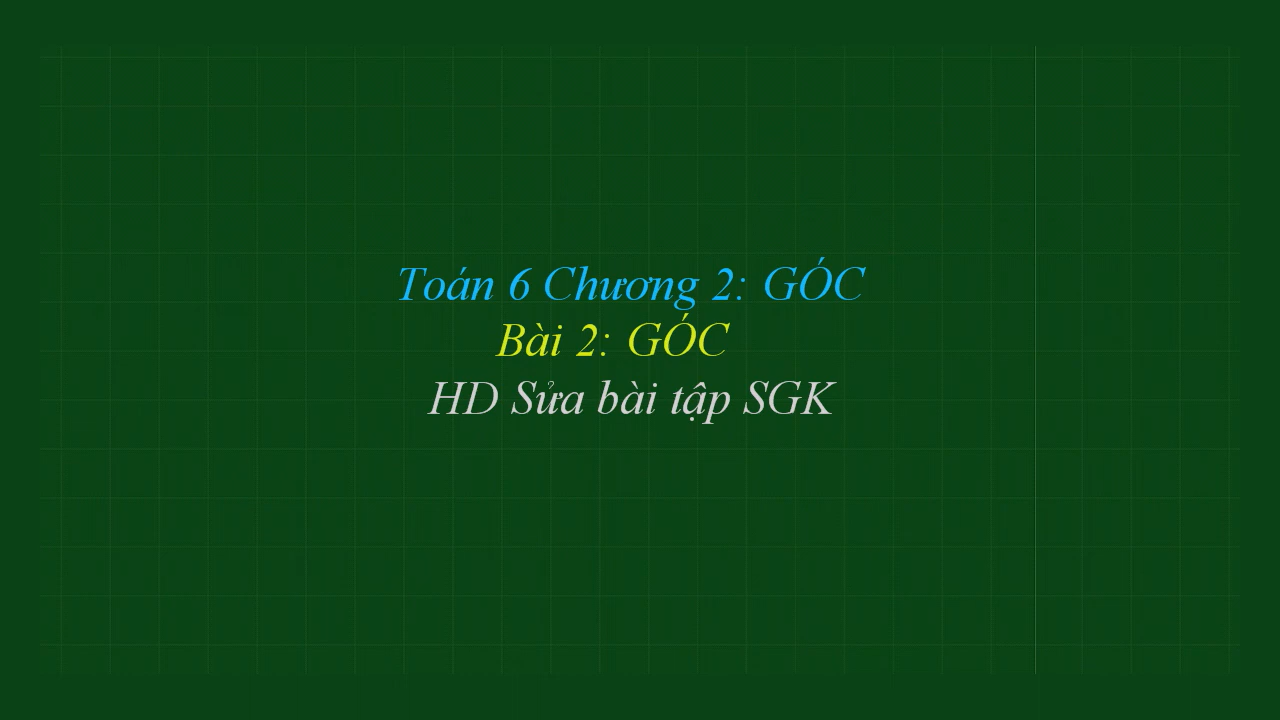 Toán 6 Chương 2: GÓC
Bài 2: GÓC
HD Sửa bài tập SGK